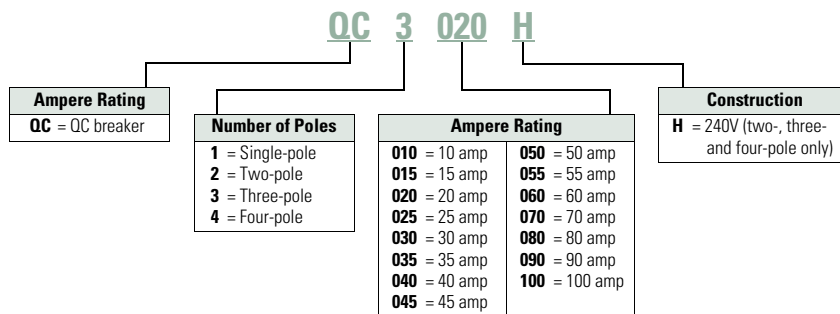 QC 3 020 H
Ampere Rating
QC = QC breaker
Number of Poles
1 = Single-pole
2 = Two-pole
3 = Three-pole
4 = Four-pole
Ampere Rating
010 = 10 amp
015 = 15 amp
020 = 20 amp
025 = 25 amp
030 = 30 amp
035 = 35 amp
040 = 40 amp
045 = 45 amp
050 = 50 amp
055 = 55 amp
060 = 60 amp
070 = 70 amp
080 = 80 amp
090 = 90 amp
100 = 100 amp
Construction
H = 240V (two-, three-
and four-pole only)